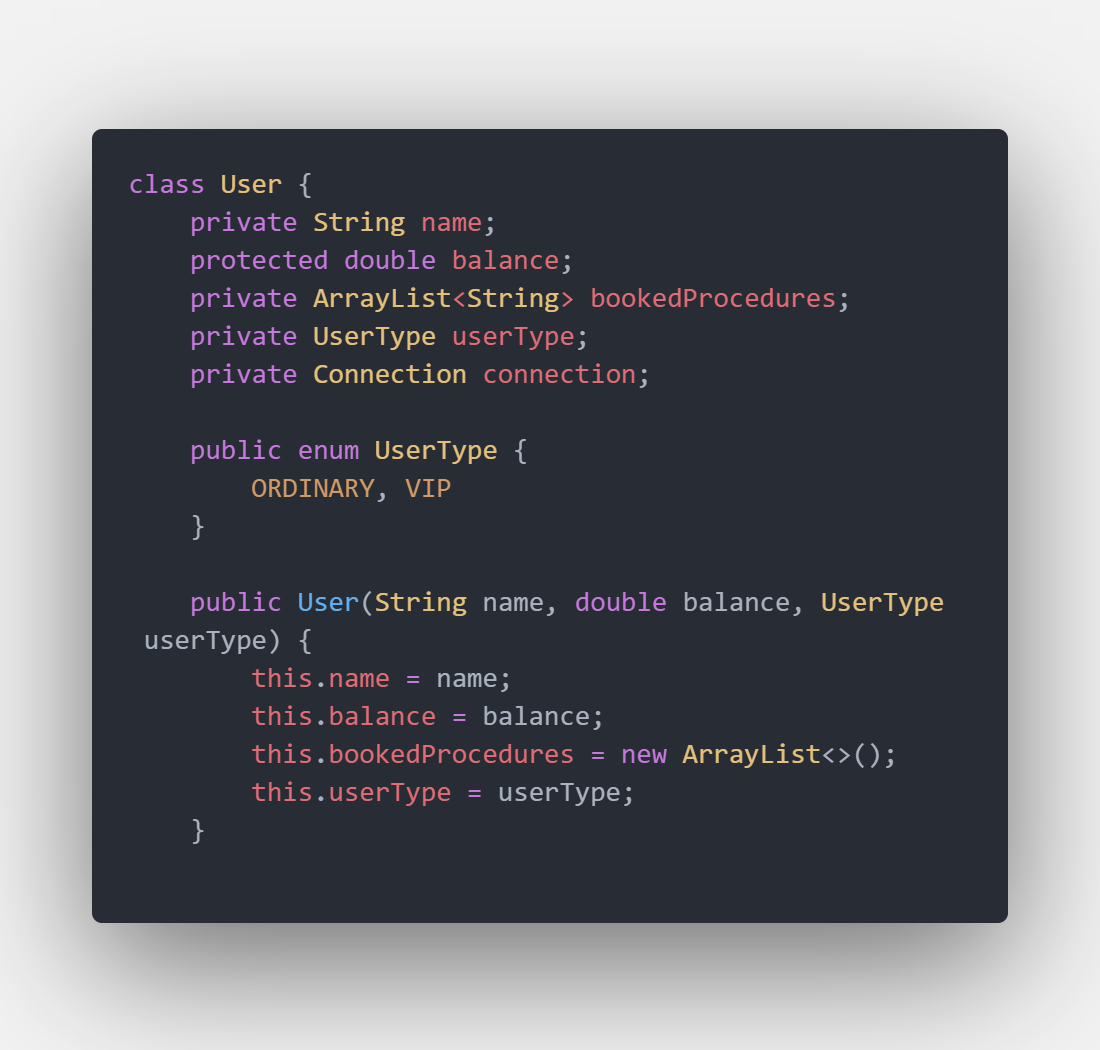 class User {
    private String name;
    protected double balance;
    private ArrayList<String> bookedProcedures;
    private UserType userType;
    private Connection connection;

    public enum UserType {
        ORDINARY, VIP
    }

    public User(String name, double balance, UserType
 userType) {
        this.name = name;
        this.balance = balance;
        this.bookedProcedures = new ArrayList<>();
        this.userType = userType;
    }